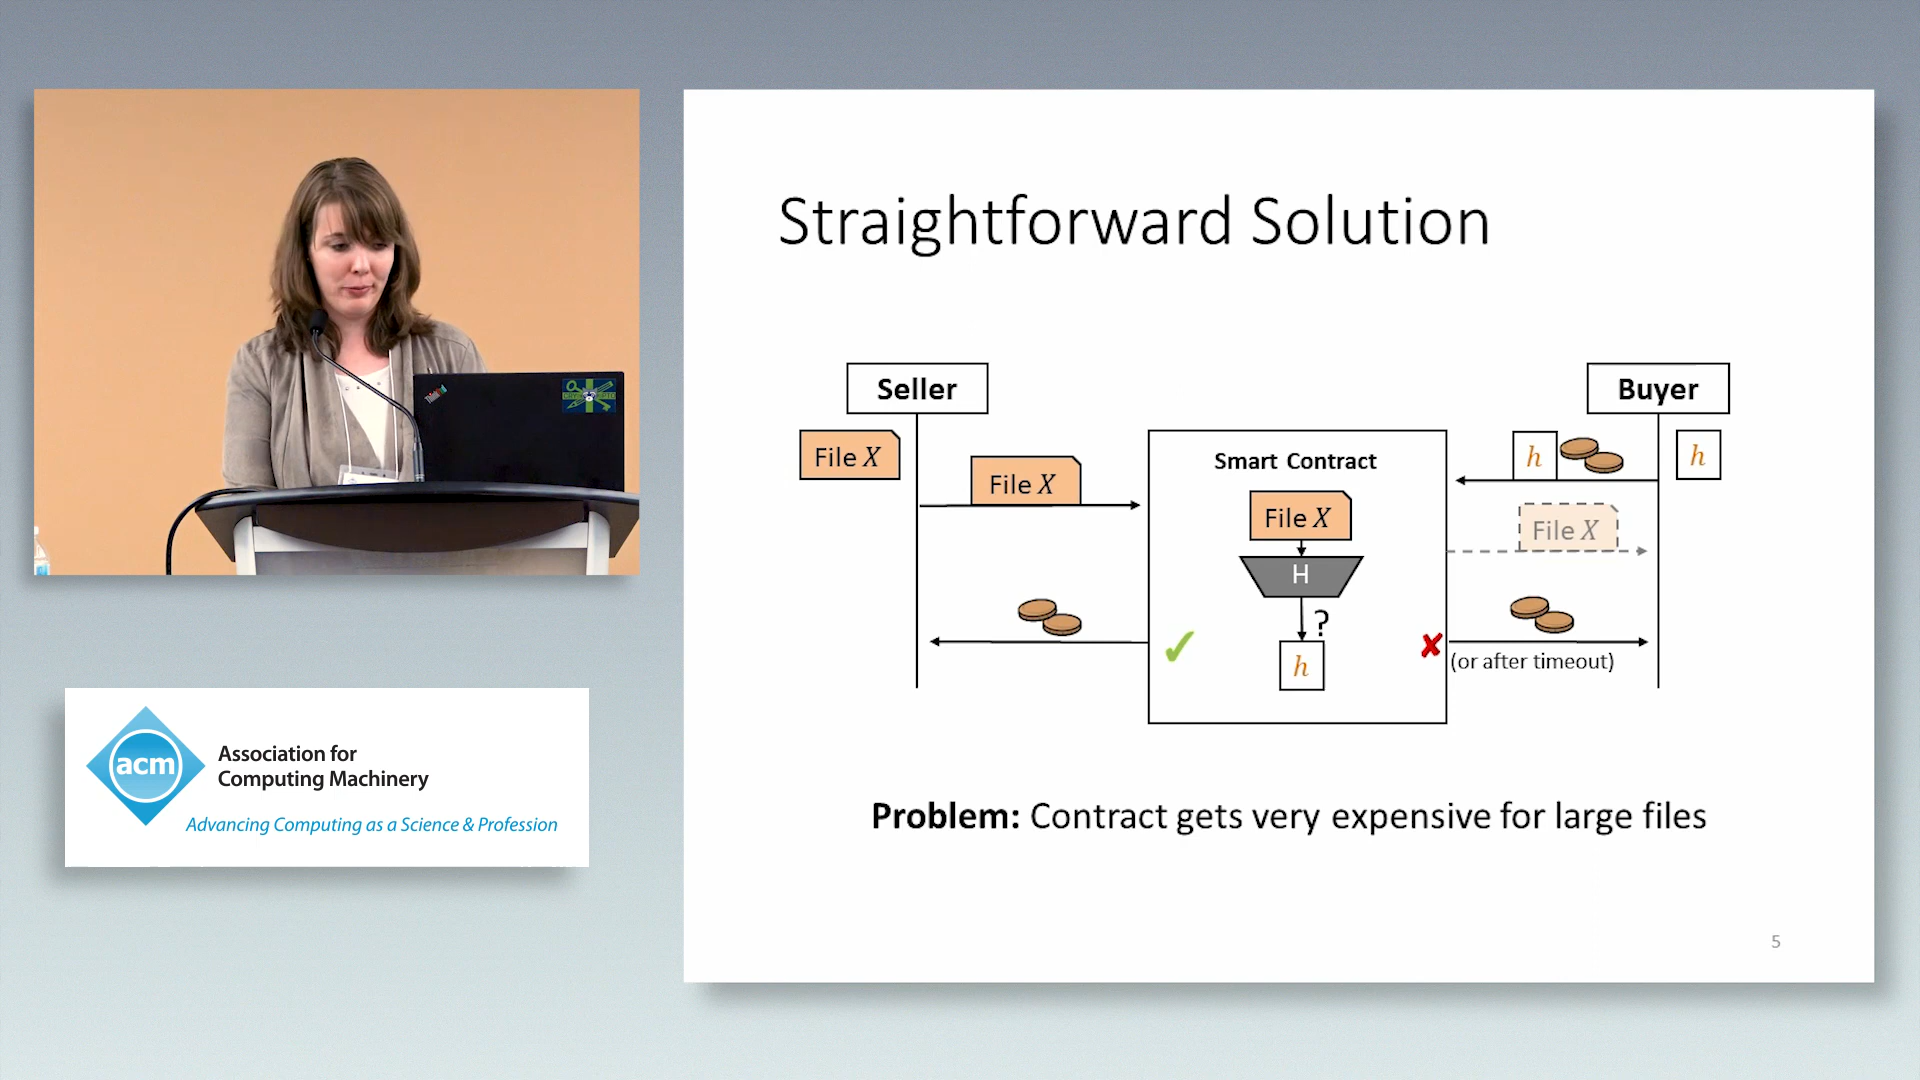 Straightforward Solution
Seller
Buyer
File X
File X
Smart Contract
File X
H
?
h
h
h
File X
(or after timeout)
Problem: Contract gets very expensive for large files
5
acm
Association for
Computing Machinery
Advancing Computing as a Science & Profession